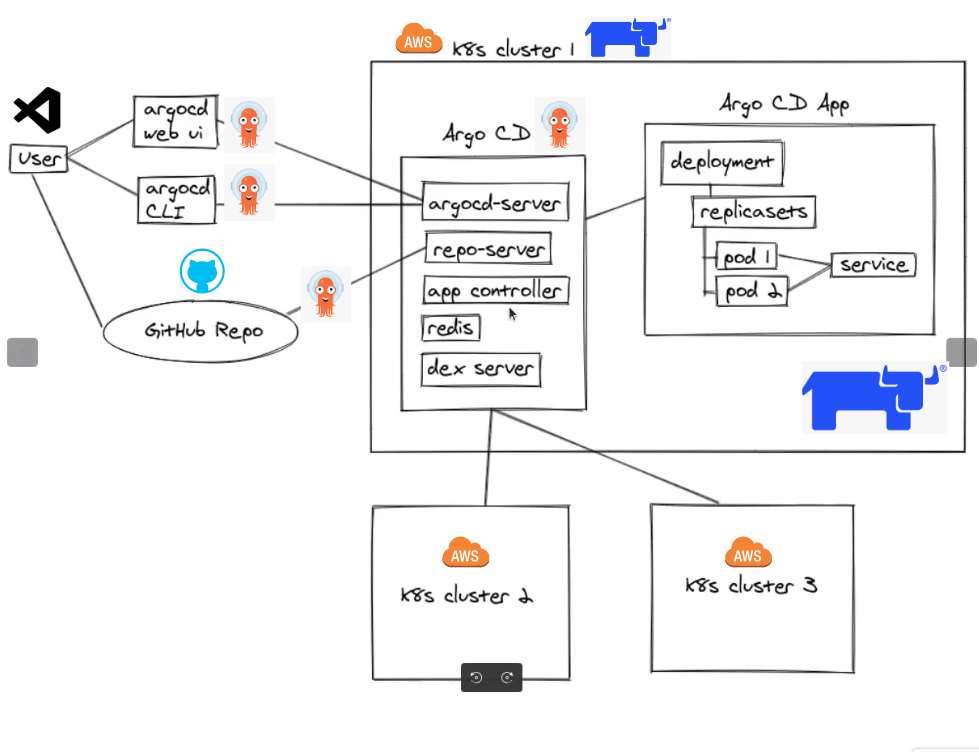 AWS
K8s cluster 1
®
argocd
web ui
User
argocd
CLI
GitHub Repo
Argo CD
argocd-server
repo-server
app controller
redis
dex server
Argo CD App
deployment
replicasets
pod 1
pod 2
service
®
AWS
K8s cluster 2
AWS
K8s cluster 3